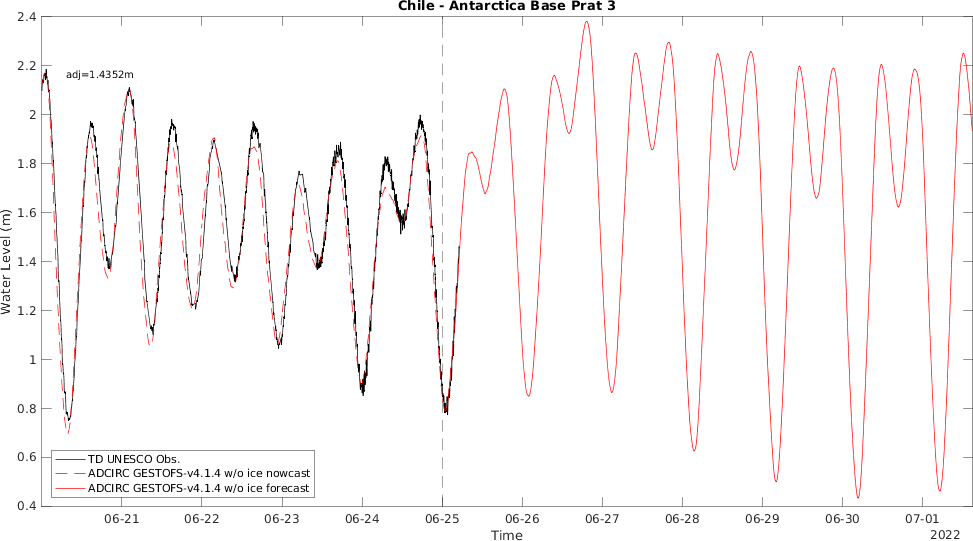 Chile - Antarctica Base Prat 3
2.4
2.2
2
1.8
1.6
1.4
1.2
1
0.8
0.6
0.4
Water Level (m)
adj=1.4352m
TD UNESCO Obs.
ADCIRC GESTOFS-v4.1.4 w/o ice nowcast
ADCIRC GESTOFS-v4.1.4 w/o ice forecast
06-21 06-22 06-23 06-24 06-25 06-26 06-27 06-28 06-29 06-30 07-01
Time
2022